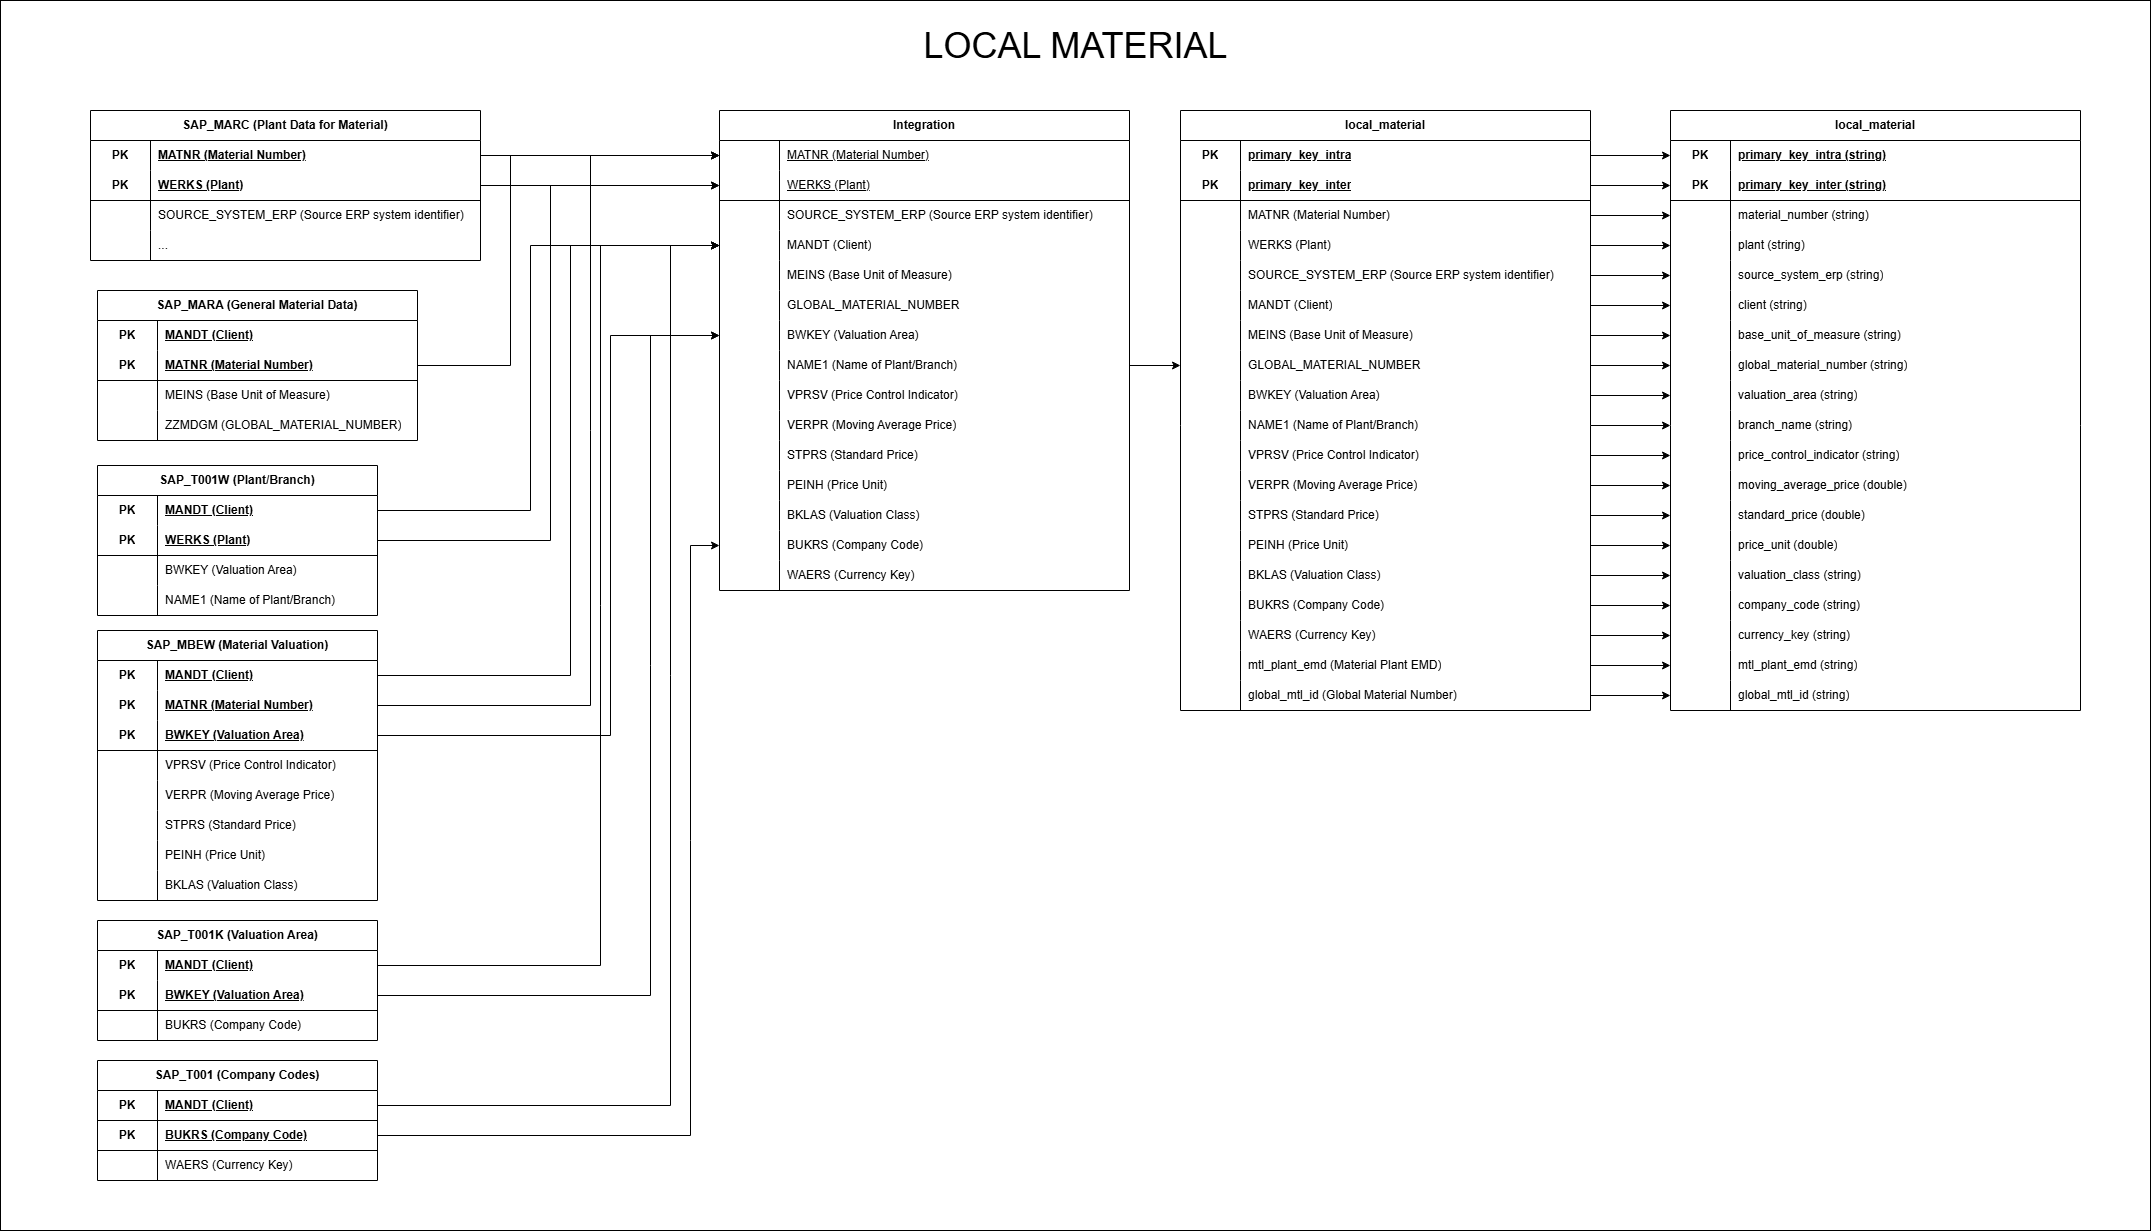 LOCAL MATERIAL
SAP_MARC (Plant Data for Material)
PK MATNR (Material Number)
PK WERKS (Plant)
SOURCE_SYSTEM_ERP (Source ERP system identifier)
...
SAP_MARA (General Material Data)
PK MANDT (Client)
PK MATNR (Material Number)
MEINS (Base Unit of Measure)
ZZMDGM (GLOBAL_MATERIAL_NUMBER)
SAP_T001W (Plant/Branch)
PK MANDT (Client)
PK WERKS (Plant)
BWKEY (Valuation Area)
NAME1 (Name of Plant/Branch)
SAP_MBEW (Material Valuation)
PK MANDT (Client)
PK MATNR (Material Number)
PK BWKEY (Valuation Area)
VPRSV (Price Control Indicator)
VERPR (Moving Average Price)
STPRS (Standard Price)
PEINH (Price Unit)
BKLAS (Valuation Class)
SAP_T001K (Valuation Area)
PK MANDT (Client)
PK BWKEY (Valuation Area)
BUKRS (Company Code)
SAP_T001 (Company Codes)
PK MANDT (Client)
PK BUKRS (Company Code)
WAERS (Currency Key)
Integration
MATNR (Material Number)
WERKS (Plant)
SOURCE_SYSTEM_ERP (Source ERP system identifier)
MANDT (Client)
MEINS (Base Unit of Measure)
GLOBAL_MATERIAL_NUMBER
BWKEY (Valuation Area)
NAME1 (Name of Plant/Branch)
VPRSV (Price Control Indicator)
VERPR (Moving Average Price)
STPRS (Standard Price)
PEINH (Price Unit)
BKLAS (Valuation Class)
BUKRS (Company Code)
WAERS (Currency Key)
local_material
PK primary_key_intra
PK primary_key_inter
MATNR (Material Number)
WERKS (Plant)
SOURCE_SYSTEM_ERP (Source ERP system identifier)
MANDT (Client)
MEINS (Base Unit of Measure)
GLOBAL_MATERIAL_NUMBER
BWKEY (Valuation Area)
NAME1 (Name of Plant/Branch)
VPRSV (Price Control Indicator)
VERPR (Moving Average Price)
STPRS (Standard Price)
PEINH (Price Unit)
BKLAS (Valuation Class)
BUKRS (Company Code)
WAERS (Currency Key)
mtl_plant_emd (Material Plant EMD)
global_mtl_id (Global Material Number)
local_material
PK primary_key_intra (string)
PK primary_key_inter (string)
material_number (string)
plant (string)
source_system_erp (string)
client (string)
base_unit_of_measure (string)
global_material_number (string)
valuation_area (string)
branch_name (string)
price_control_indicator (string)
moving_average_price (double)
standard_price (double)
price_unit (double)
valuation_class (string)
company_code (string)
currency_key (string)
mtl_plant_emd (string)
global_mtl_id (string)